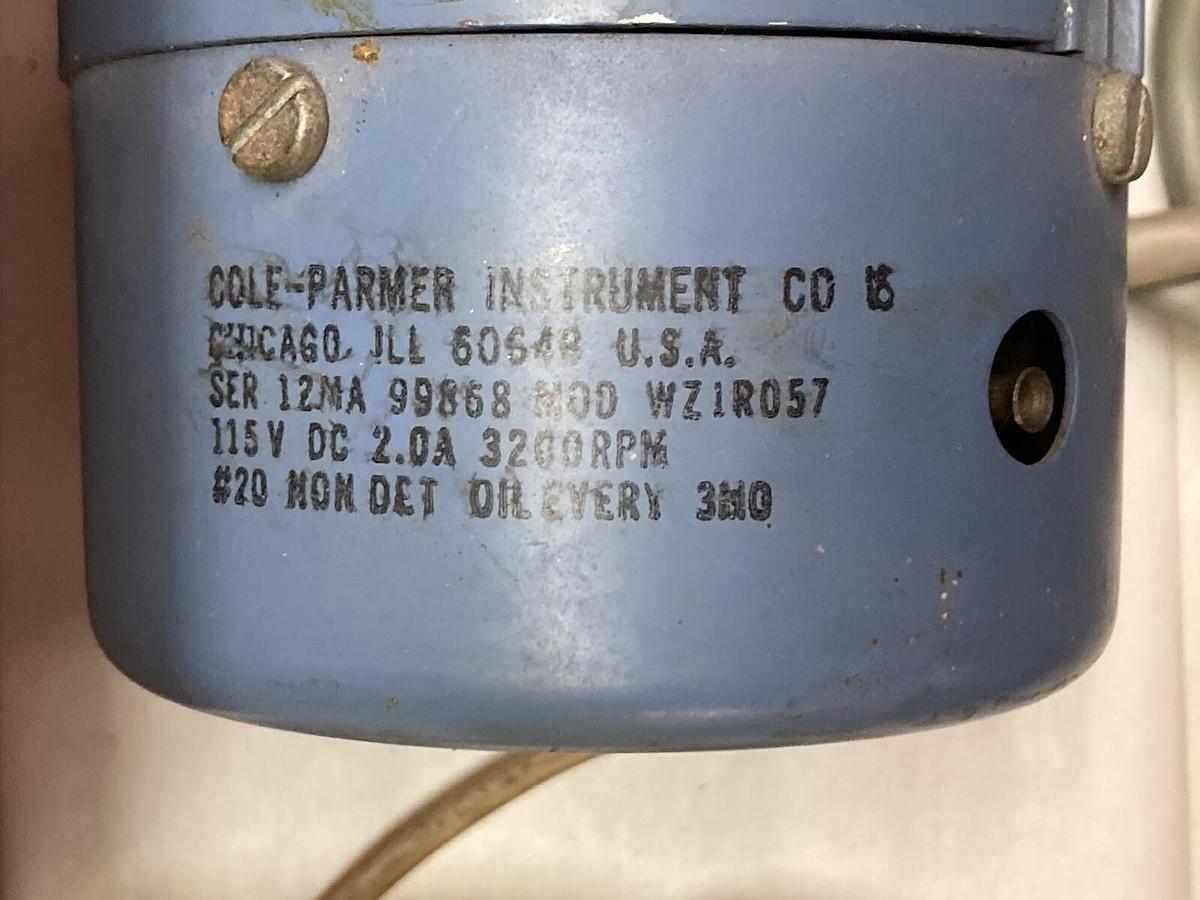 COLE-PARMER INSTRUMENT CO
CHICAGO, ILL 60648 U.S.A.
SER 12MA 99868 MOD WZ1R057
115V DC 2.0A 3200RPM
#20 NON DET OIL EVERY 3MO